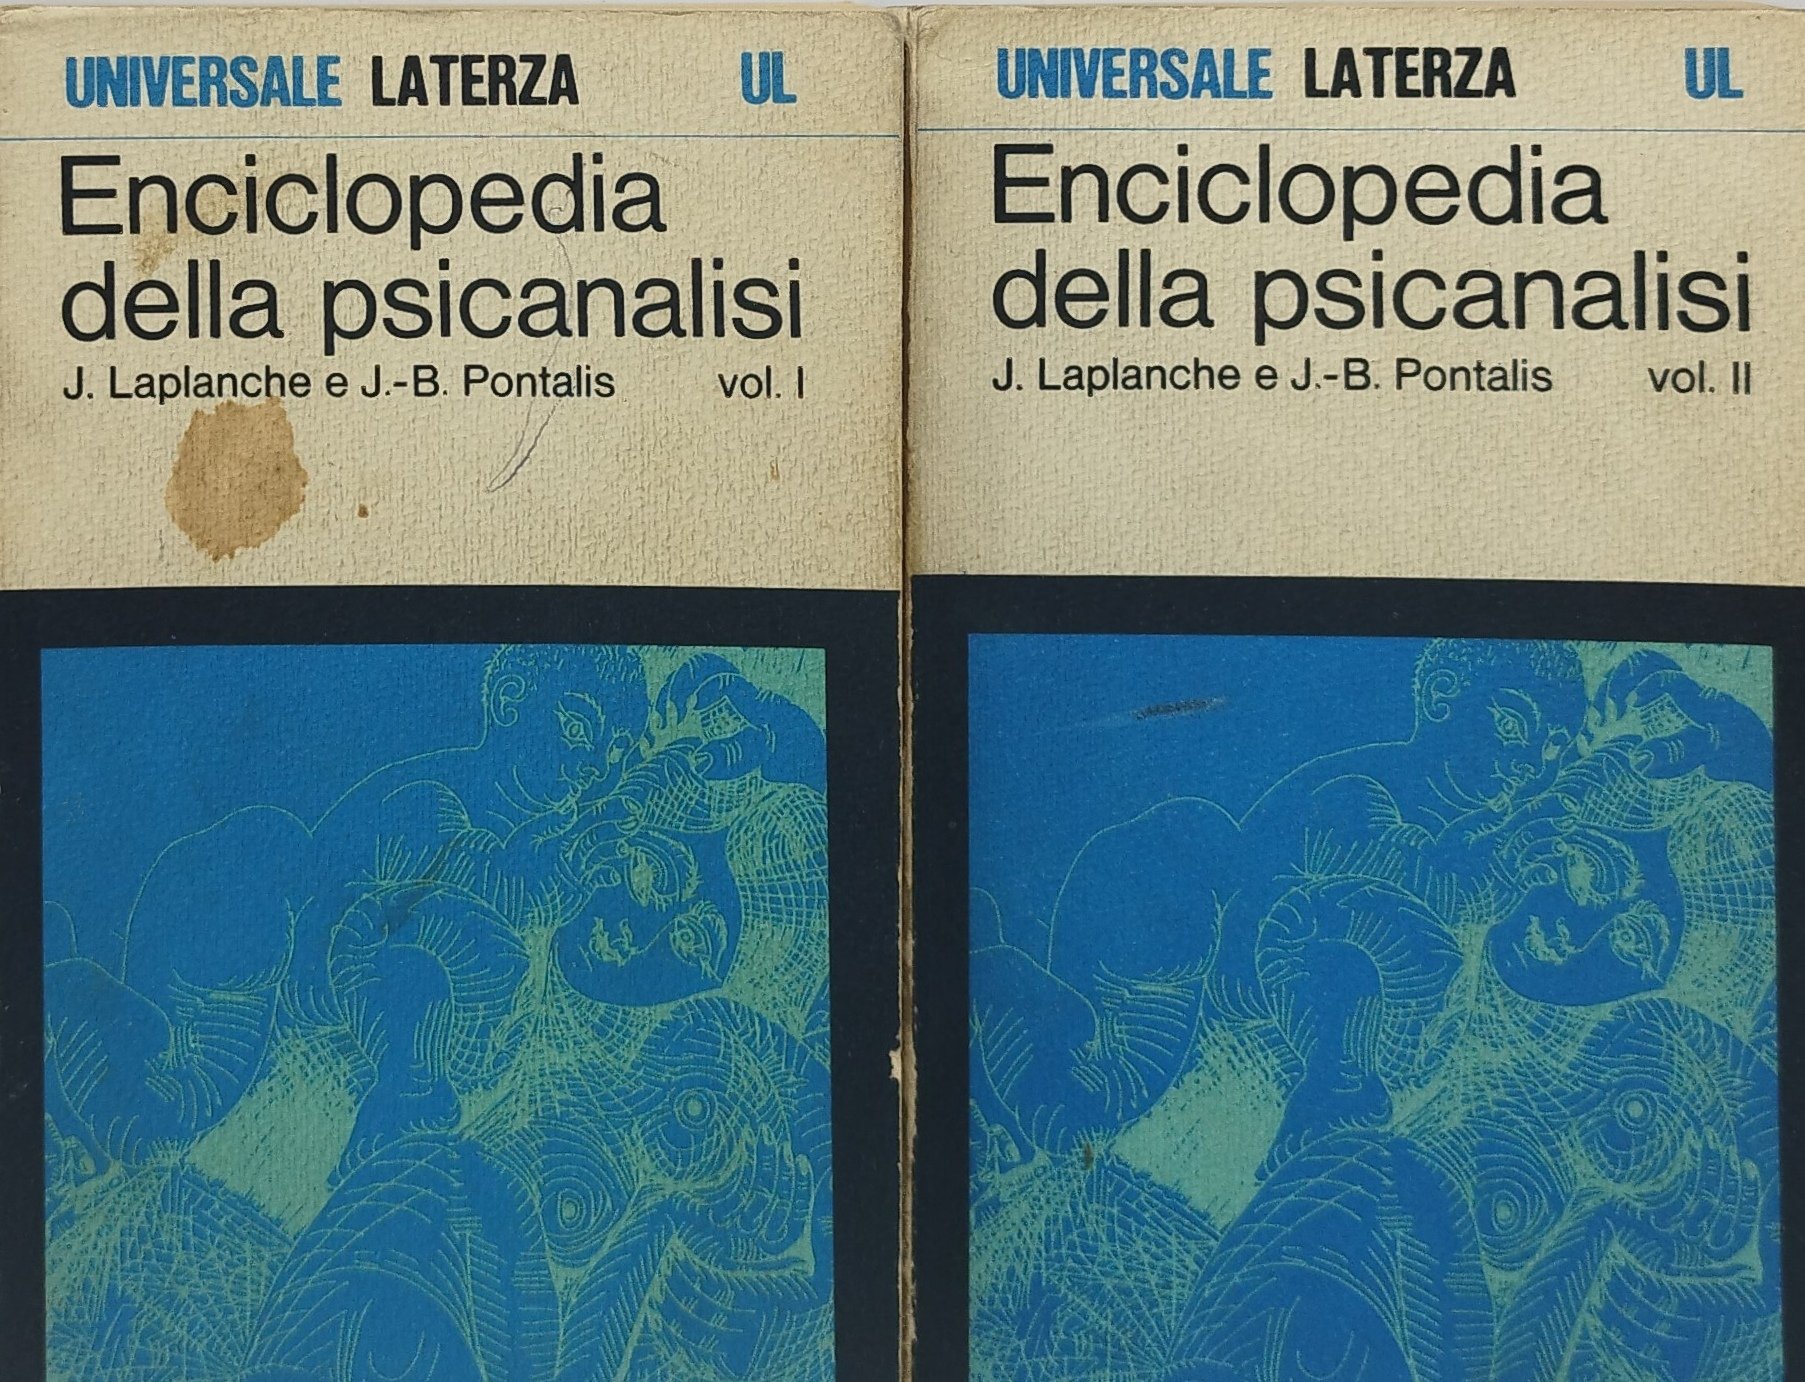 UNIVERSALE LATERZA UL
Enciclopedia
della psicanalisi
J. Laplanche e J.-B. Pontalis vol. I
UNIVERSALE LATERZA UL
Enciclopedia
della psicanalisi
J. Laplanche e J.-B. Pontalis vol. II